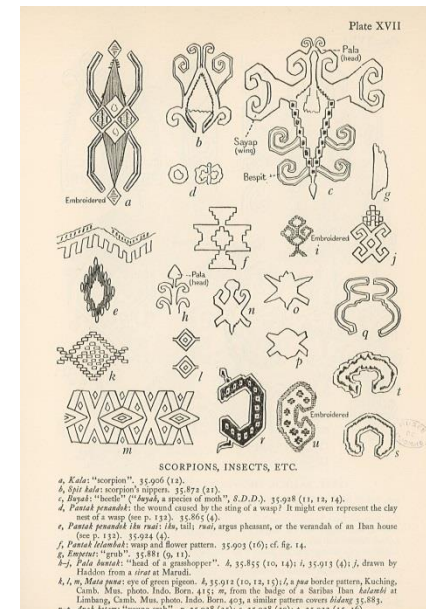 Plate XVII
Pala
(head)
Sayap
(wing)
Bespit
b
Embroidered
a
d
c
g
Embroidered
i
j
f
Pala
(head)
e
h
n
o
q
p
k
l
t
Embroidered
m
r
u
s
SCORPIONS, INSECTS, ETC.
a, Kala: "scorpion". 35.906 (12).
b, Spit kala: scorpion's nippers. 35.872 (21).
c, Buyah: "beetle" ("buyah, a species of moth", S.D.D.). 35.928 (11, 12, 14).
d, Pantak penandok: the wound caused by the sting of a wasp? It might even represent the clay
nest of a wasp (see p. 132). 35.865 (4).
e, Pantak penandok iku ruai: iku, tail; ruai, argus pheasant, or the verandah of an Iban house
(see p. 132). 35.924 (4).
f, Pantak lelambak: wasp and flower pattern. 35.903 (16); cf. fig. 14.
g, Empetut: "grub". 35.881 (9, 11).
h–j, Pala buntak: "head of a grasshopper". h, 35.855 (10, 14); i, 35.913 (4); j, drawn by
Haddon from a sirat at Marudi.
k, l, m, Mata puna: eye of green pigeon. k, 35.912 (10, 12, 15); l, a pua border pattern, Kuching,
Camb. Mus. photo. Indo. Born. 415; m, from the badge of a Saribas Iban kalambi at
Limbang, Camb. Mus. photo. Indo. Born. 403, a similar pattern covers bidang 35.883.